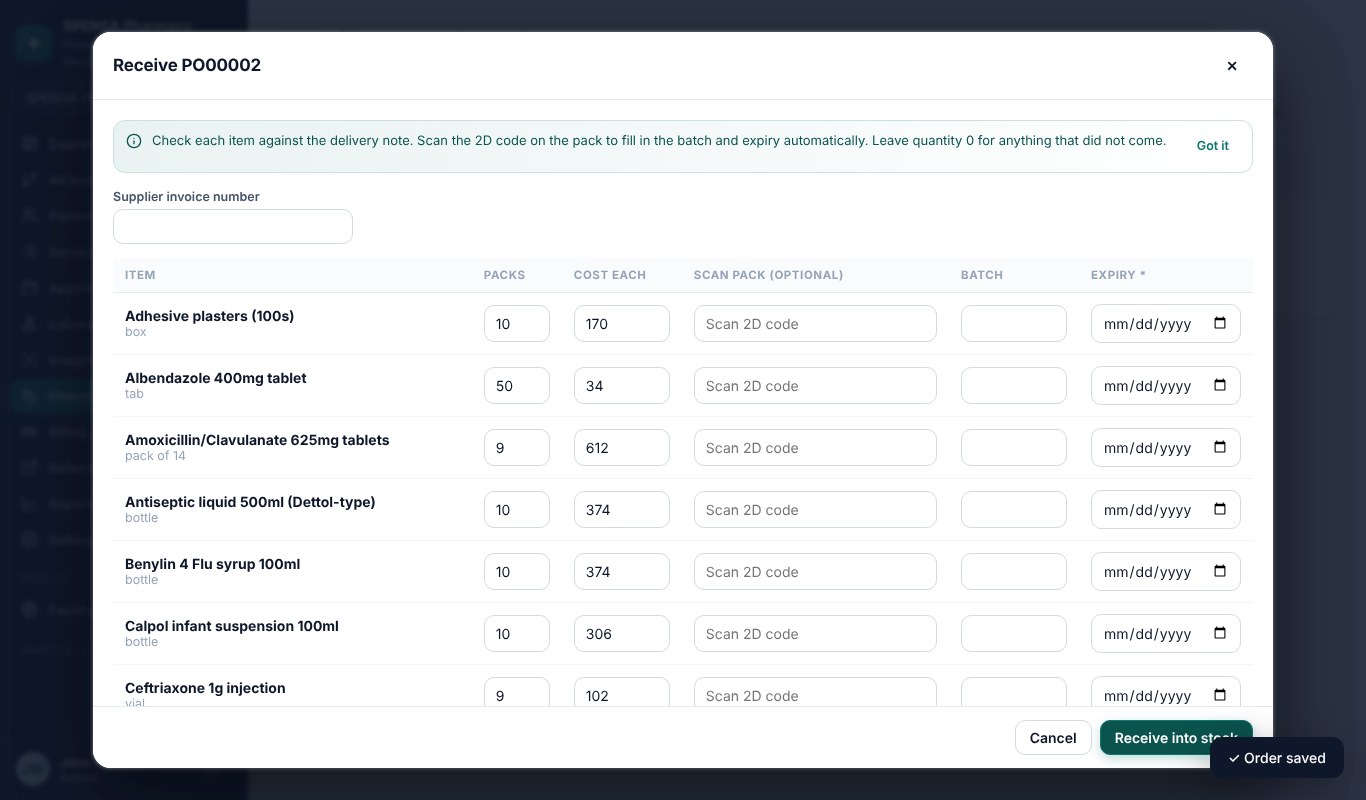 Receive PO00002
×
Check each item against the delivery note. Scan the 2D code on the pack to fill in the batch and expiry automatically. Leave quantity 0 for anything that did not come.
Got it
Supplier invoice number
ITEM PACKS COST EACH SCAN PACK (OPTIONAL) BATCH EXPIRY *
Adhesive plasters (100s)
box
10 170 Scan 2D code mm/dd/yyyy
Albendazole 400mg tablet
tab
50 34 Scan 2D code mm/dd/yyyy
Amoxicillin/Clavulanate 625mg tablets
pack of 14
9 612 Scan 2D code mm/dd/yyyy
Antiseptic liquid 500ml (Dettol-type)
bottle
10 374 Scan 2D code mm/dd/yyyy
Benylin 4 Flu syrup 100ml
bottle
10 374 Scan 2D code mm/dd/yyyy
Calpol infant suspension 100ml
bottle
10 306 Scan 2D code mm/dd/yyyy
Ceftriaxone 1g injection
vial
9 102 Scan 2D code mm/dd/yyyy
Cancel Receive into stock
✓ Order saved